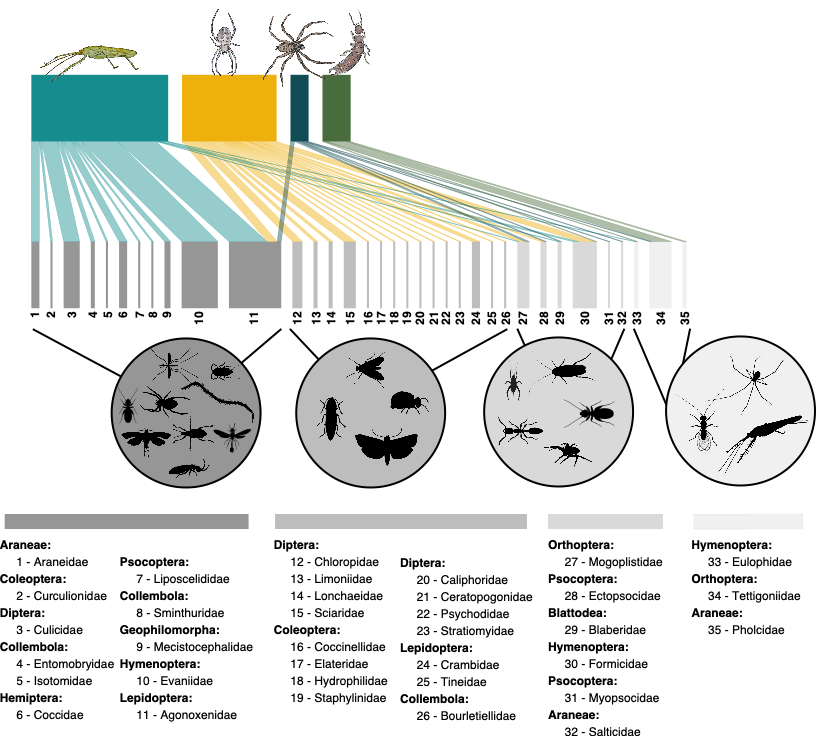 1 2 3 4 5 6 7 8 9 10 11 12 13 14 15 16 17 18 19 20 21 22 23 24 25 26 27 28 29 30 31 32 33 34 35
Araneae:
1 - Araneidae
Coleoptera:
2 - Curculionidae
Diptera:
3 - Culicidae
Collembola:
4 - Entomobryidae
5 - Isotomidae
Hemiptera:
6 - Coccidae
Psocoptera:
7 - Liposcelididae
Collembola:
8 - Sminthuridae
Geophilomorpha:
9 - Mecistocephalidae
Hymenoptera:
10 - Evaniidae
Lepidoptera:
11 - Agonoxenidae
Diptera:
12 - Chloropidae
13 - Limoniidae
14 - Lonchaeidae
15 - Sciaridae
Coleoptera:
16 - Coccinellidae
17 - Elateridae
18 - Hydrophilidae
19 - Staphylinidae
Diptera:
20 - Caliphoridae
21 - Ceratopogonidae
22 - Psychodidae
23 - Stratiomyidae
Lepidoptera:
24 - Crambidae
25 - Tineidae
Collembola:
26 - Bourletiellidae
Orthoptera:
27 - Mogoplistidae
Psocoptera:
28 - Ectopsocidae
Blattodea:
29 - Blaberidae
Hymenoptera:
30 - Formicidae
Psocoptera:
31 - Myopsocidae
Araneae:
32 - Salticidae
Hymenoptera:
33 - Eulophidae
Orthoptera:
34 - Tettigoniidae
Araneae:
35 - Pholcidae